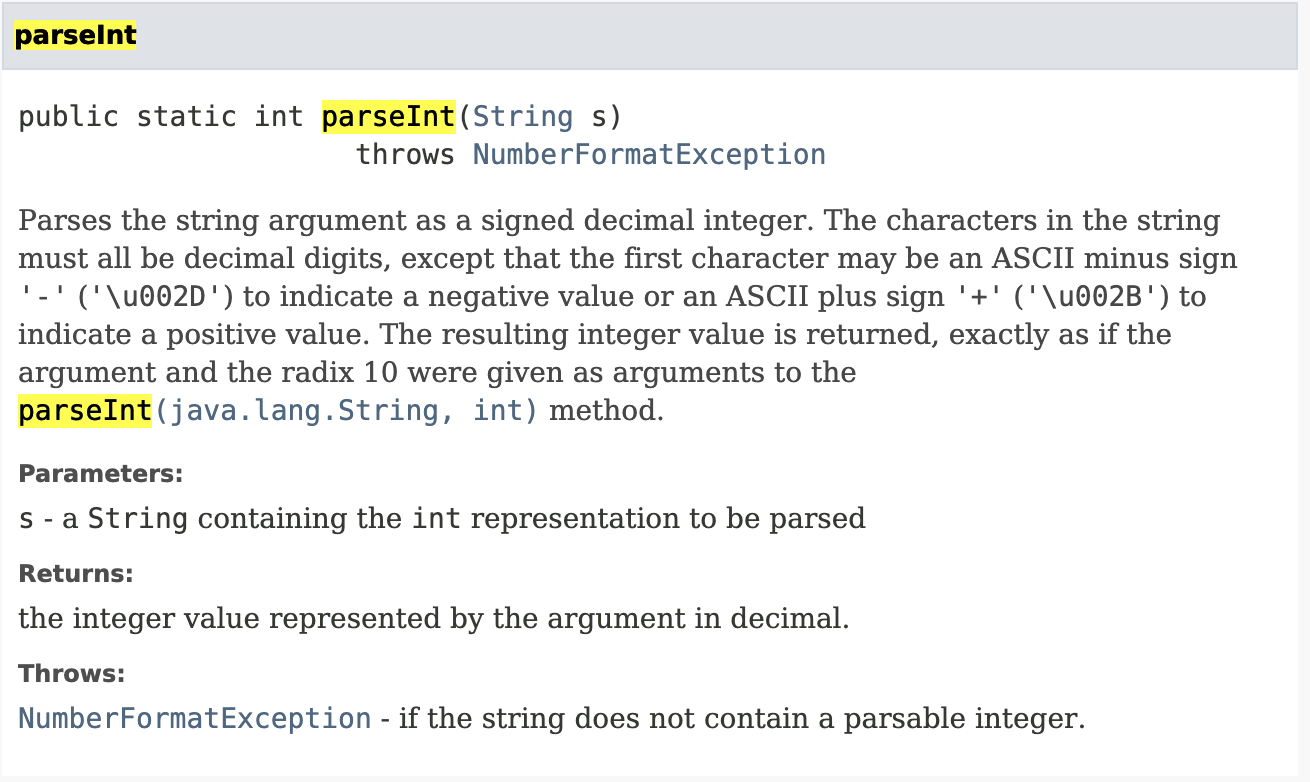 parseInt
public static int parseInt(String s)
throws NumberFormatException
Parses the string argument as a signed decimal integer. The characters in the string
must all be decimal digits, except that the first character may be an ASCII minus sign
'-' ('\u002D') to indicate a negative value or an ASCII plus sign '+' ('\u002B') to
indicate a positive value. The resulting integer value is returned, exactly as if the
argument and the radix 10 were given as arguments to the
parseInt(java.lang.String, int) method.
Parameters:
s - a String containing the int representation to be parsed
Returns:
the integer value represented by the argument in decimal.
Throws:
NumberFormatException - if the string does not contain a parsable integer.